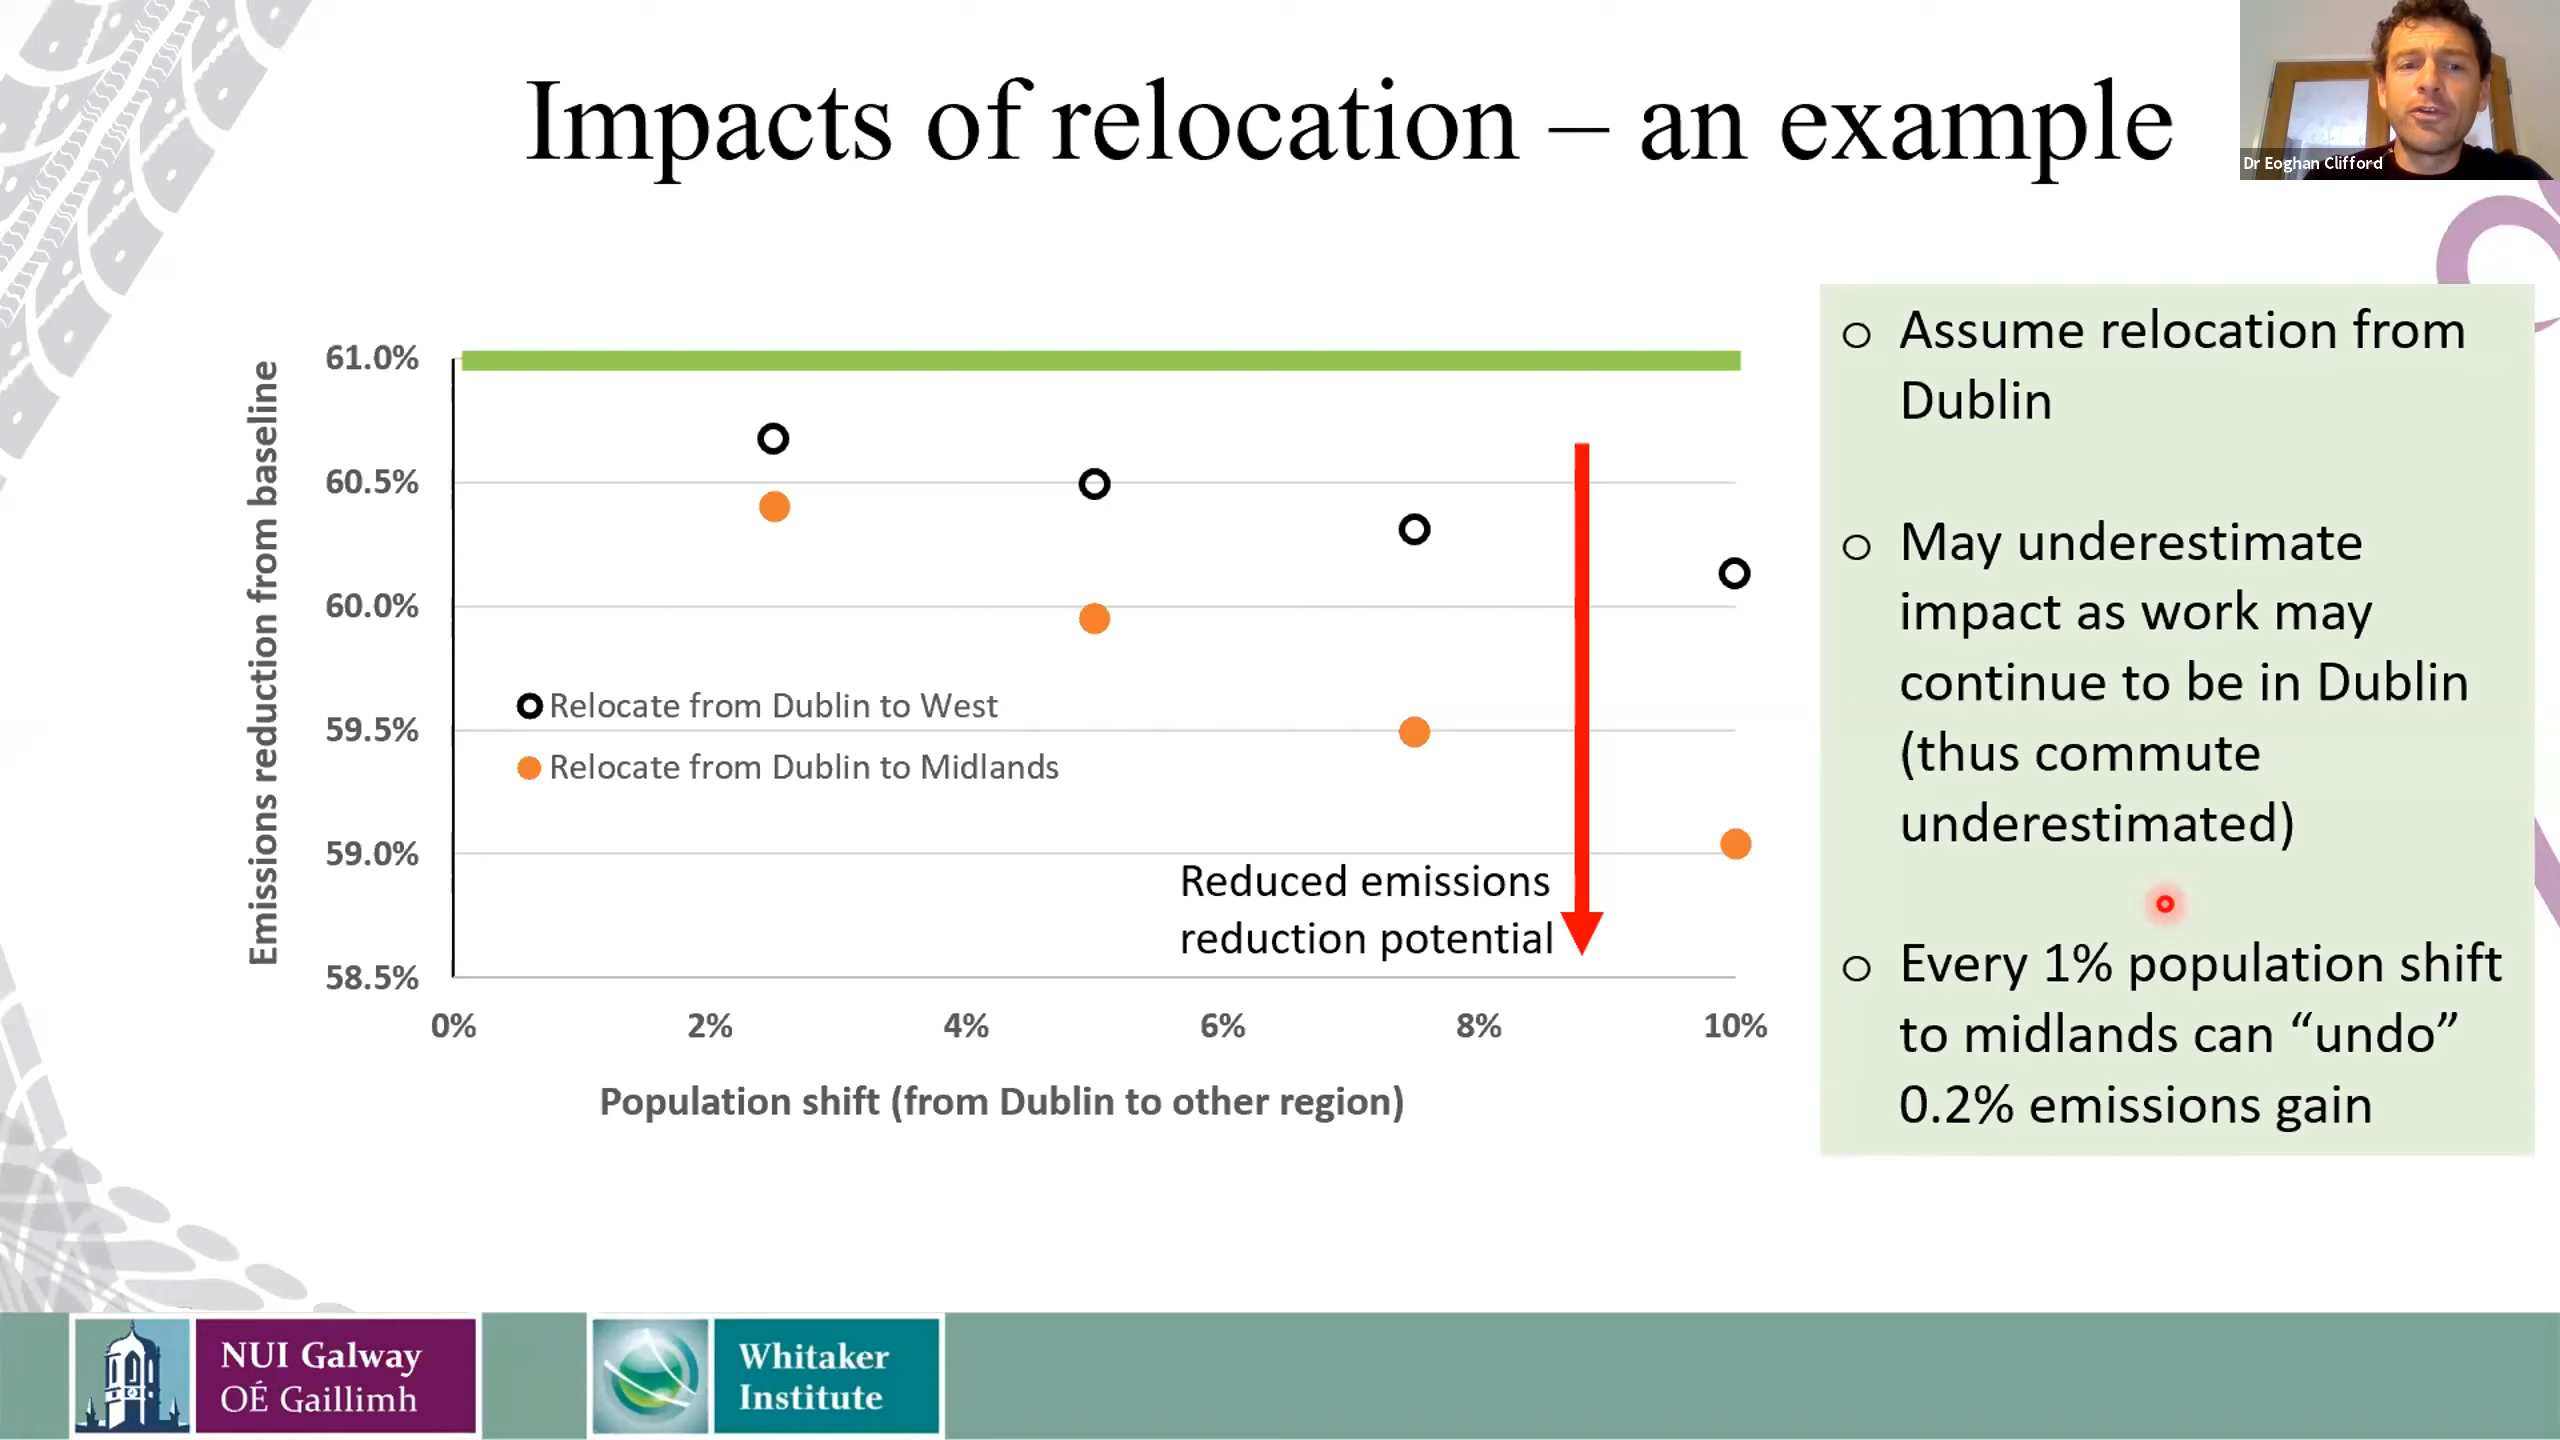 Impacts of relocation – an example
Dr Eoghan Clifford
Emissions reduction from baseline
61.0%
60.5%
60.0%
59.5%
59.0%
58.5%
Relocate from Dublin to West
Relocate from Dublin to Midlands
Reduced emissions
reduction potential
0%
2%
4%
6%
8%
10%
Population shift (from Dublin to other region)
o Assume relocation from
Dublin
o May underestimate
impact as work may
continue to be in Dublin
(thus commute
underestimated)
o Every 1% population shift
to midlands can “undo”
0.2% emissions gain
NUI Galway
OÉ Gaillimh
Whitaker
Institute